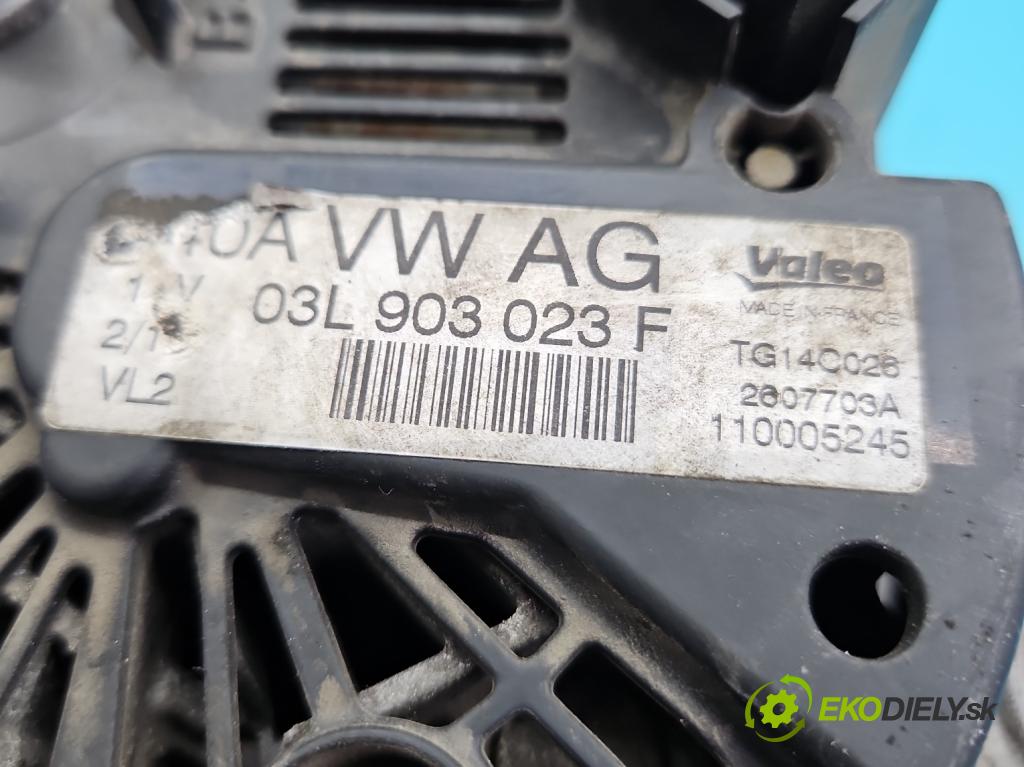 VW AG
03L 903 023 F
VL2
Valeo
MADE IN FRANCE
TG14C026
2607703A
110005245
EKODIELY.sk